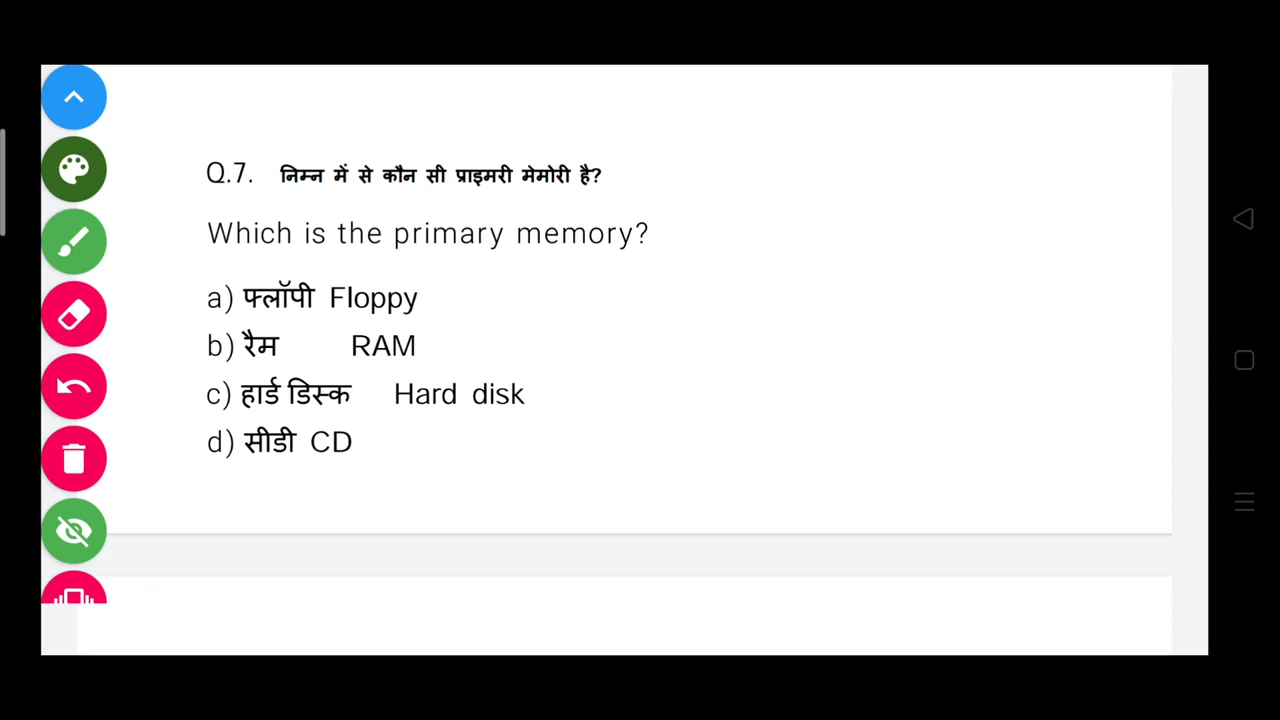 Q.7. निम्न में से कौन सी प्राइमरी मेमोरी है?
Which is the primary memory?
a) फ्लॉपी Floppy
b) रैम RAM
c) हार्ड डिस्क Hard disk
d) सीडी CD